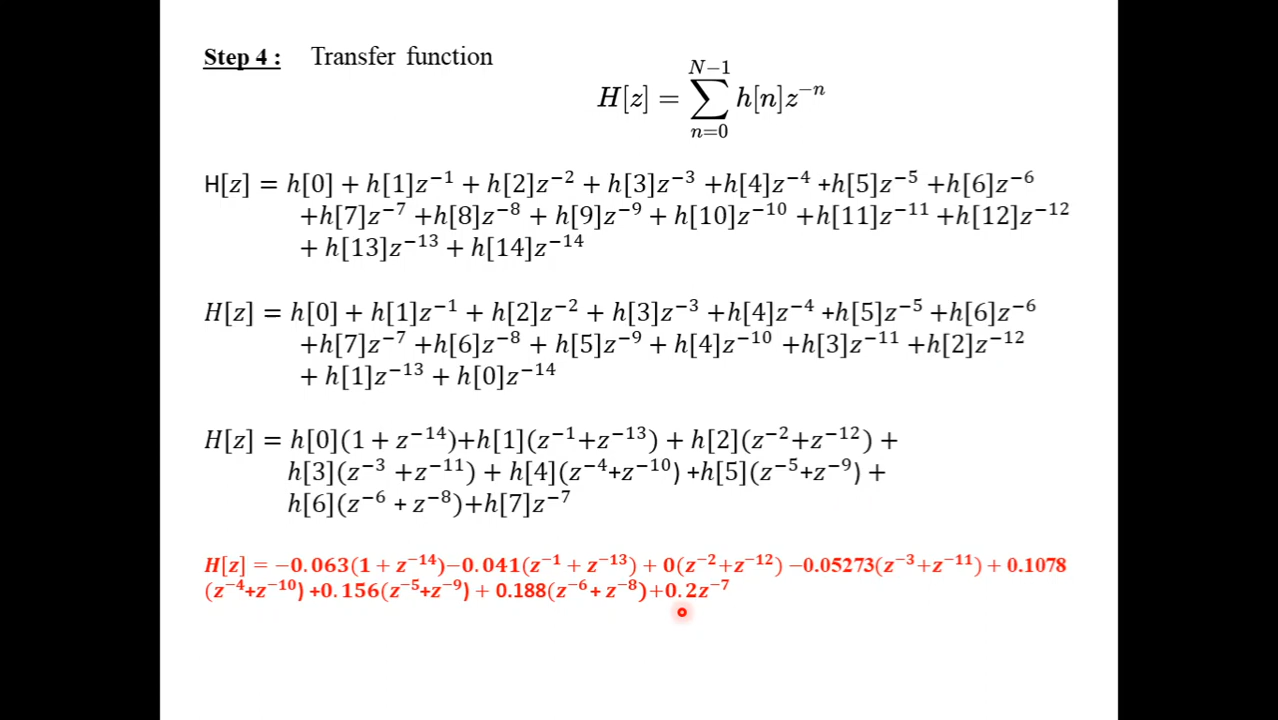 Step 4 : Transfer function
H[z] = ∑_{n=0}^{N−1} h[n]z⁻ⁿ
H[z] = h[0] + h[1]z⁻¹ + h[2]z⁻² + h[3]z⁻³ +h[4]z⁻⁴ +h[5]z⁻⁵ +h[6]z⁻⁶
+h[7]z⁻⁷ +h[8]z⁻⁸ + h[9]z⁻⁹ + h[10]z⁻¹⁰ +h[11]z⁻¹¹ +h[12]z⁻¹²
+ h[13]z⁻¹³ + h[14]z⁻¹⁴
H[z] = h[0] + h[1]z⁻¹ + h[2]z⁻² + h[3]z⁻³ +h[4]z⁻⁴ +h[5]z⁻⁵ +h[6]z⁻⁶
+h[7]z⁻⁷ +h[6]z⁻⁸ + h[5]z⁻⁹ + h[4]z⁻¹⁰ +h[3]z⁻¹¹ +h[2]z⁻¹²
+ h[1]z⁻¹³ + h[0]z⁻¹⁴
H[z] = h[0](1 + z⁻¹⁴)+h[1](z⁻¹+z⁻¹³) + h[2](z⁻²+z⁻¹²) +
h[3](z⁻³ +z⁻¹¹) + h[4](z⁻⁴+z⁻¹⁰) +h[5](z⁻⁵+z⁻⁹) +
h[6](z⁻⁶ + z⁻⁸)+h[7]z⁻⁷
H[z] = −0.063(1 + z⁻¹⁴)−0.041(z⁻¹ + z⁻¹³) + 0(z⁻²+z⁻¹²) −0.05273(z⁻³+z⁻¹¹) + 0.1078
(z⁻⁴+z⁻¹⁰) +0.156(z⁻⁵+z⁻⁹) + 0.188(z⁻⁶+ z⁻⁸)+0.2z⁻⁷